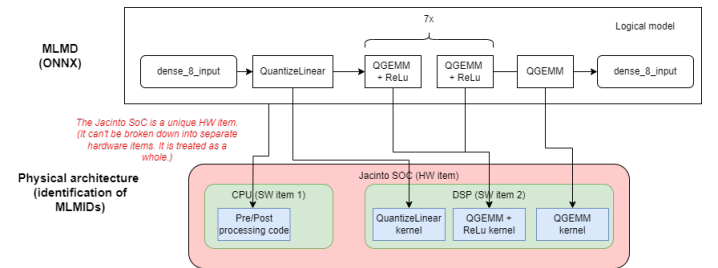 7x
Logical model
MLMD
(ONNX)
dense_8_input
QuantizeLinear
QGEMM
+ ReLu
QGEMM
+ ReLu
QGEMM
dense_8_input
The Jacinto SoC is a unique HW item.
(It can't be broken down into separate
hardware items. It is treated as a
whole.)
Physical architecture
(identification of
MLMIDs)
Jacinto SOC (HW item)
CPU (SW item 1)
DSP (SW item 2)
Pre/Post
processing code
QuantizeLinear
kernel
QGEMM +
ReLu kernel
QGEMM
kernel